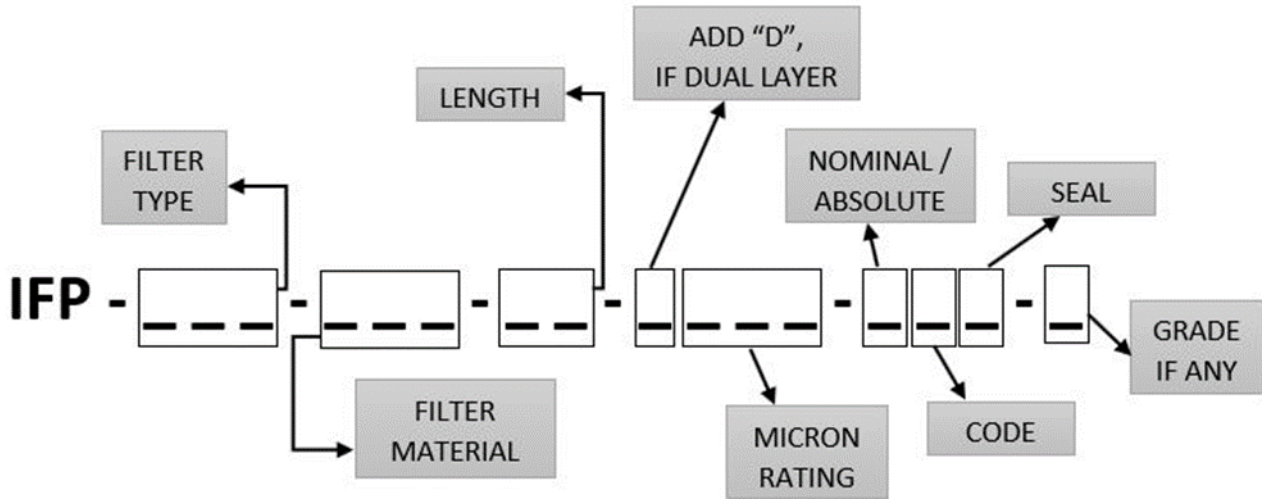 ADD “D”,
IF DUAL LAYER
LENGTH
FILTER
TYPE
NOMINAL /
ABSOLUTE
SEAL
IFP - _ _ _ - _ _ _ - _ _ - _ _ _ _ - _ _ _ - _
GRADE
IF ANY
FILTER
MATERIAL
MICRON
RATING
CODE